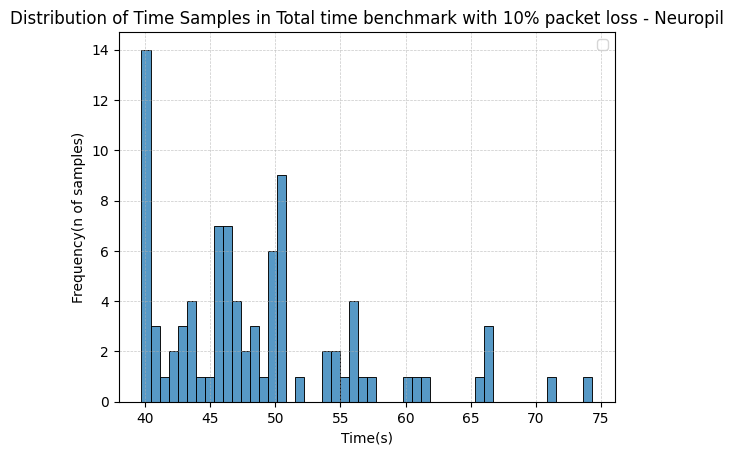 Distribution of Time Samples in Total time benchmark with 10% packet loss - Neuropil
14
12
10
8
6
4
2
0
Frequency(n of samples)
40 45 50 55 60 65 70 75
Time(s)